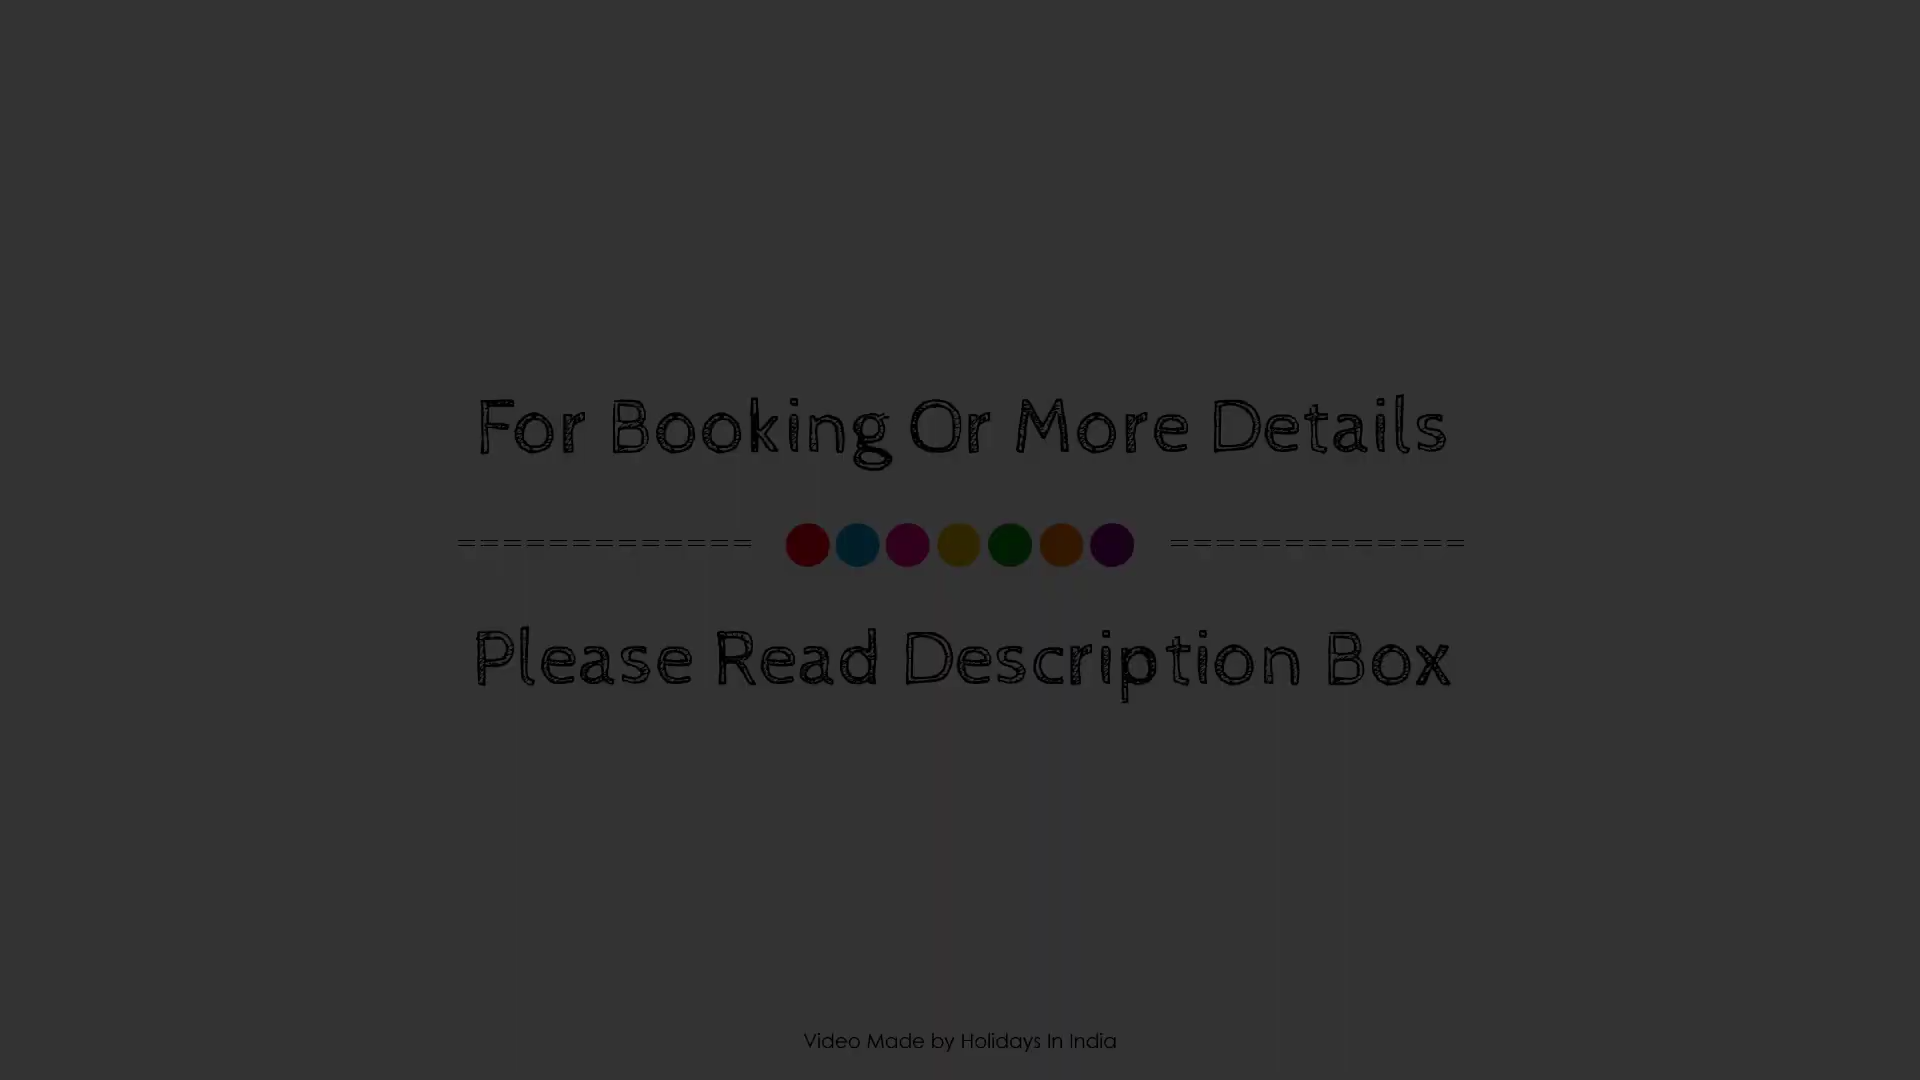 For Booking Or More Details
============= =============
Please Read Description Box
Video Made by Holidays In India